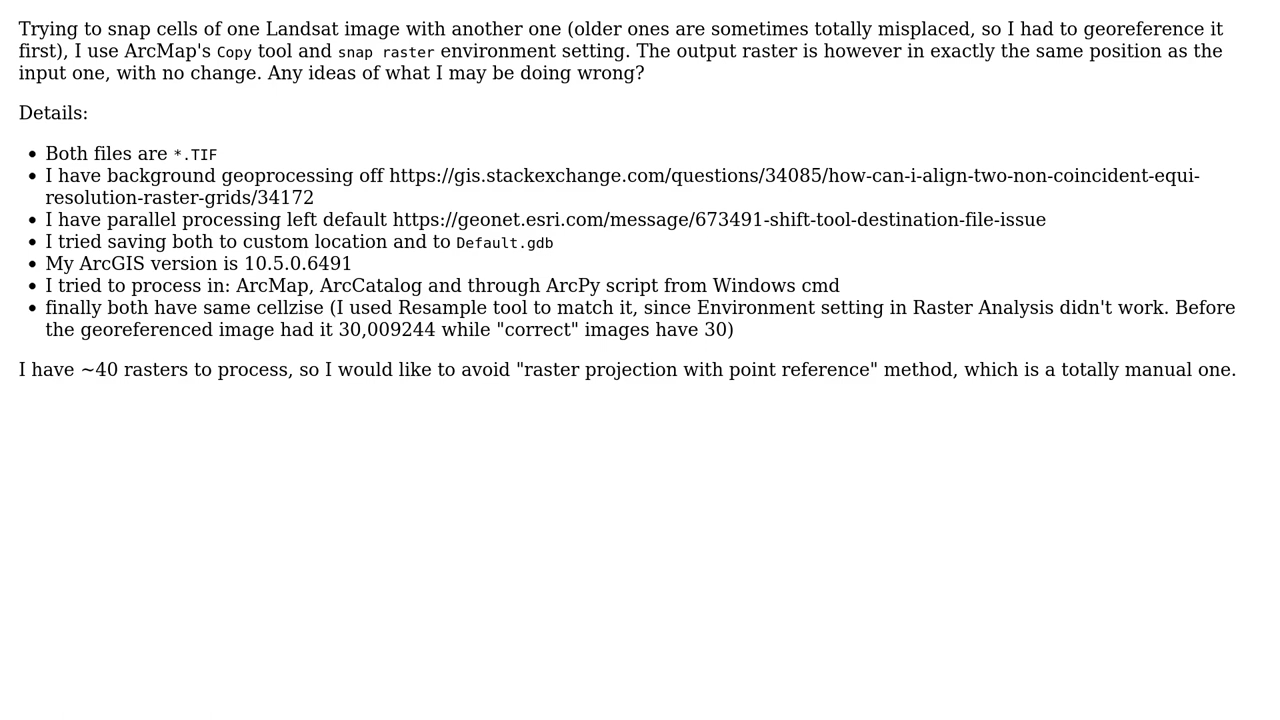 Trying to snap cells of one Landsat image with another one (older ones are sometimes totally misplaced, so I had to georeference it
first), I use ArcMap's Copy tool and snap raster environment setting. The output raster is however in exactly the same position as the
input one, with no change. Any ideas of what I may be doing wrong?
Details:
• Both files are *.TIF
• I have background geoprocessing off https://gis.stackexchange.com/questions/34085/how-can-i-align-two-non-coincident-equi-
resolution-raster-grids/34172
• I have parallel processing left default https://geonet.esri.com/message/673491-shift-tool-destination-file-issue
• I tried saving both to custom location and to Default.gdb
• My ArcGIS version is 10.5.0.6491
• I tried to process in: ArcMap, ArcCatalog and through ArcPy script from Windows cmd
• finally both have same cellzise (I used Resample tool to match it, since Environment setting in Raster Analysis didn't work. Before
the georeferenced image had it 30,009244 while "correct" images have 30)
I have ~40 rasters to process, so I would like to avoid "raster projection with point reference" method, which is a totally manual one.